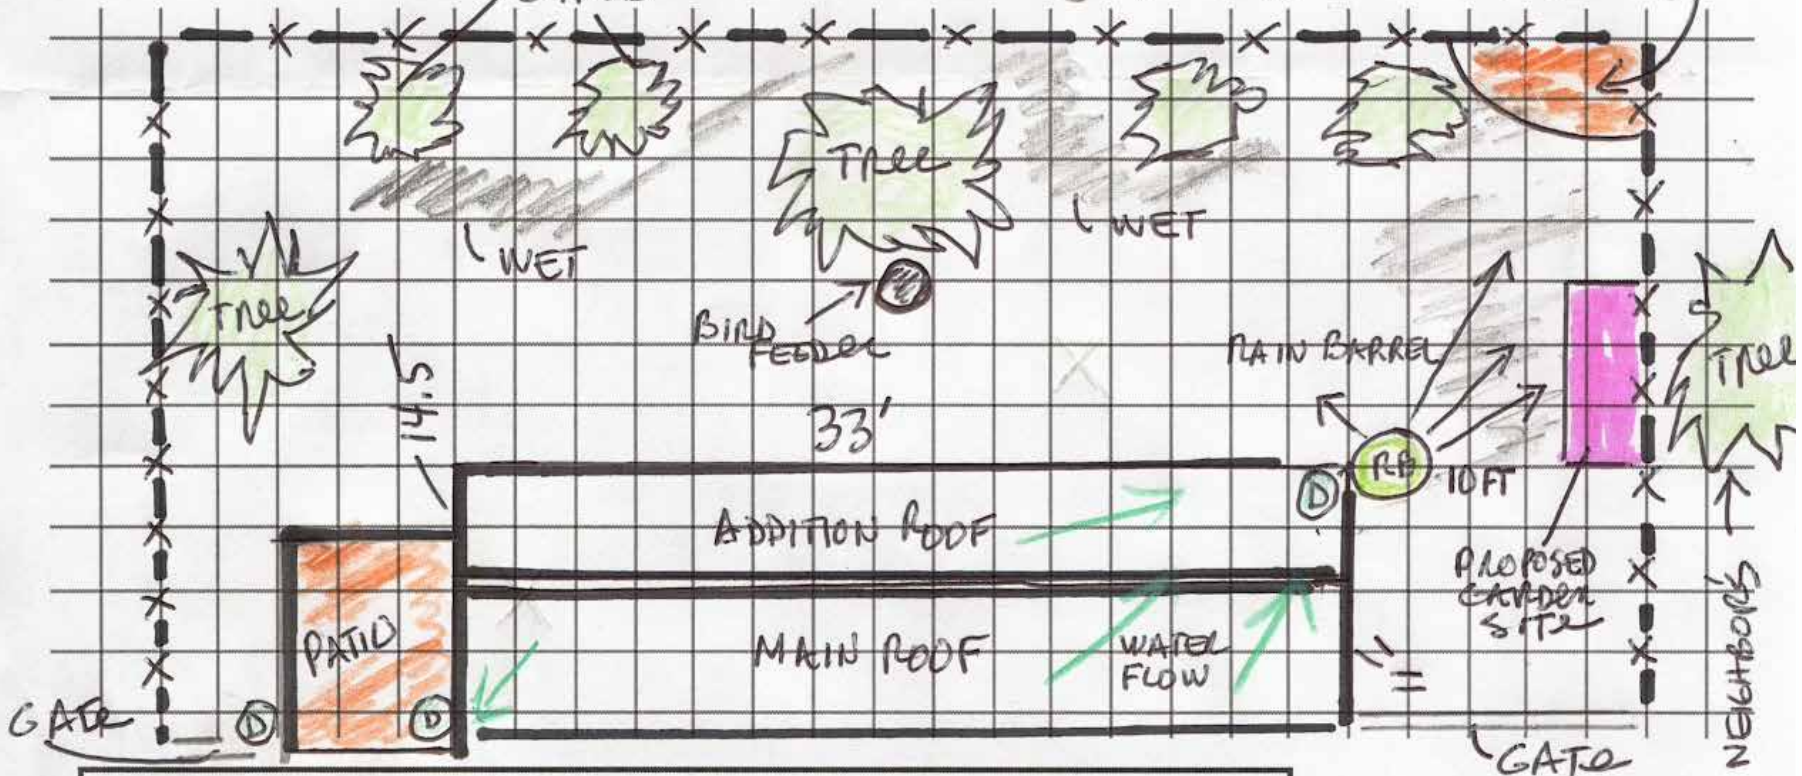 Tree
WET
WET
Tree
BIRD
FEEDER
RAIN BARREL
Tree
14.5
33'
RB
10FT
D
ADDITION ROOF
PROPOSED
GARDEN
SITE
NEIGHBOR'S
PATIO
MAIN ROOF
WATER
FLOW
GATE
D
D
GATE